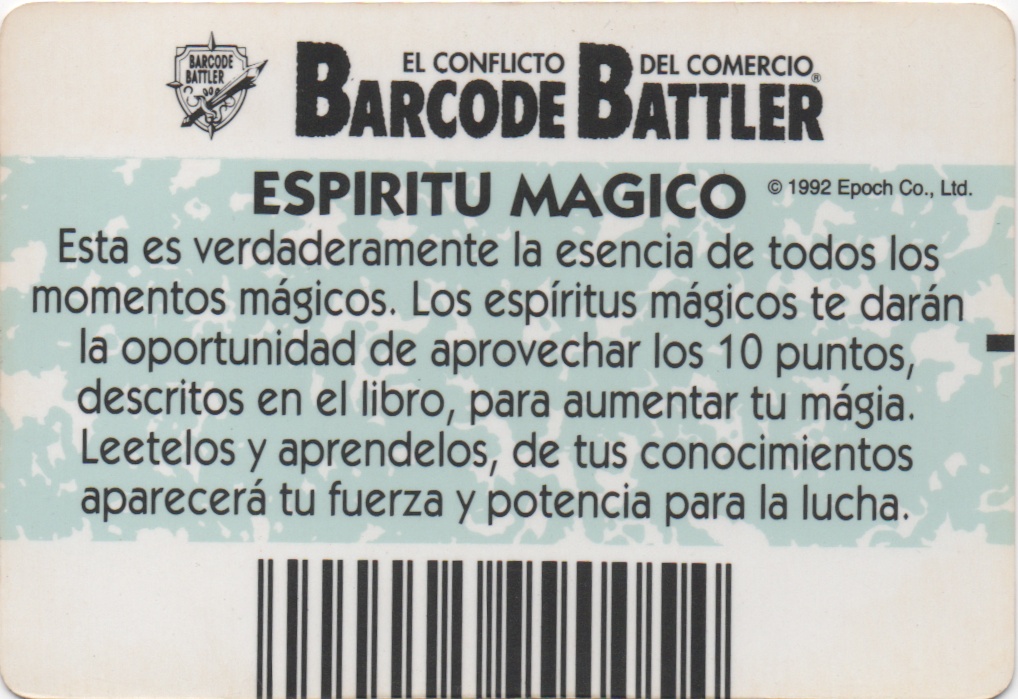 BARCODE
BATTLER
EL CONFLICTO DEL COMERCIO®
BARCODE BATTLER
ESPIRITU MAGICO © 1992 Epoch Co., Ltd.
Esta es verdaderamente la esencia de todos los
momentos mágicos. Los espíritus mágicos te darán
la oportunidad de aprovechar los 10 puntos,
descritos en el libro, para aumentar tu mágia.
Leetelos y aprendelos, de tus conocimientos
aparecerá tu fuerza y potencia para la lucha.